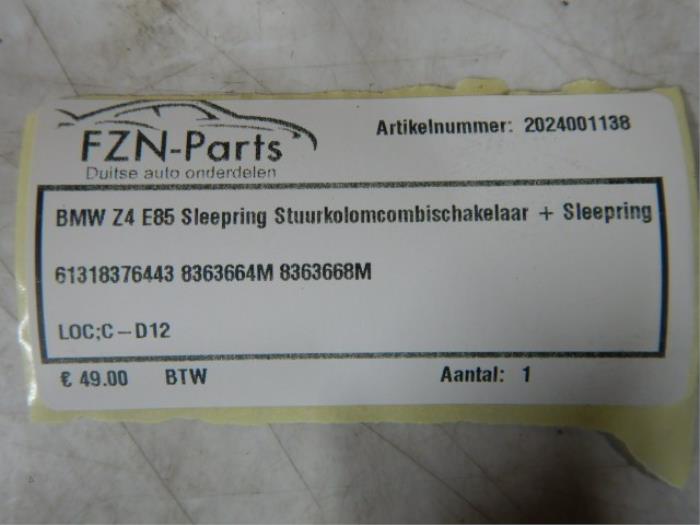 FZN-Parts
Duitse auto onderdelen
Artikelnummer: 2024001138
BMW Z4 E85 Sleepring Stuurkolomcombischakelaar + Sleepring
61318376443 8363664M 8363668M
LOC;C-D12
€ 49.00 BTW Aantal: 1